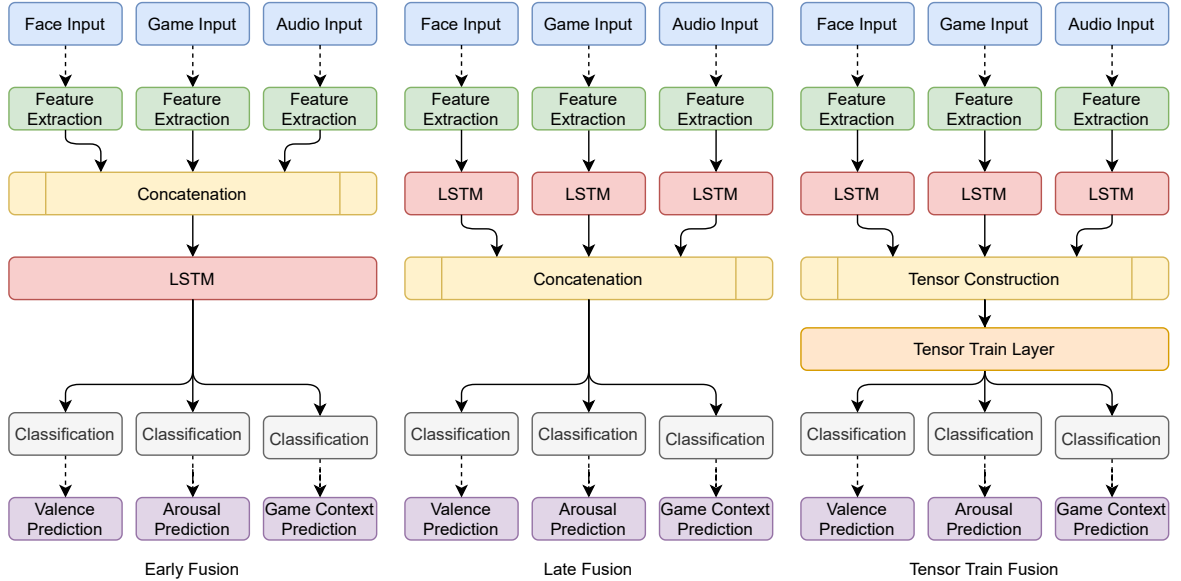 Face Input
Game Input
Audio Input
Feature
Extraction
Feature
Extraction
Feature
Extraction
Concatenation
LSTM
Classification
Classification
Classification
Valence
Prediction
Arousal
Prediction
Game Context
Prediction
Early Fusion
Face Input
Game Input
Audio Input
Feature
Extraction
Feature
Extraction
Feature
Extraction
LSTM
LSTM
LSTM
Concatenation
Classification
Classification
Classification
Valence
Prediction
Arousal
Prediction
Game Context
Prediction
Late Fusion
Face Input
Game Input
Audio Input
Feature
Extraction
Feature
Extraction
Feature
Extraction
LSTM
LSTM
LSTM
Tensor Construction
Tensor Train Layer
Classification
Classification
Classification
Valence
Prediction
Arousal
Prediction
Game Context
Prediction
Tensor Train Fusion